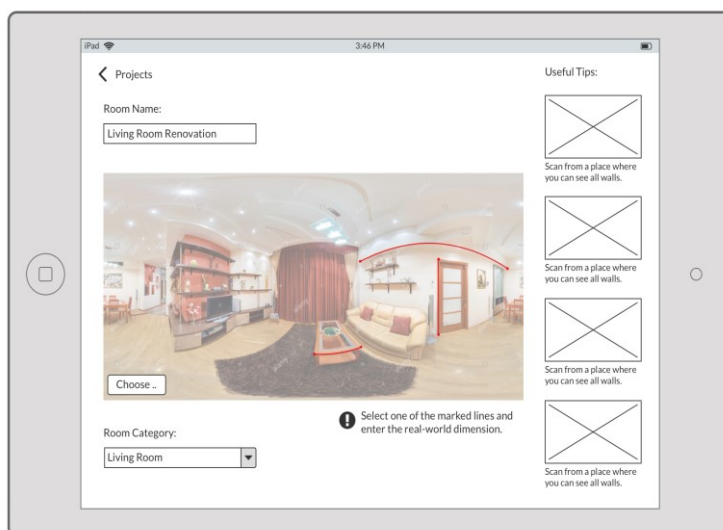 iPad
3:46 PM
Projects
Useful Tips:
Room Name:
Living Room Renovation
Scan from a place where
you can see all walls.
Scan from a place where
you can see all walls.
Scan from a place where
you can see all walls.
Choose ..
Select one of the marked lines and
enter the real-world dimension.
Room Category:
Living Room
Scan from a place where
you can see all walls.